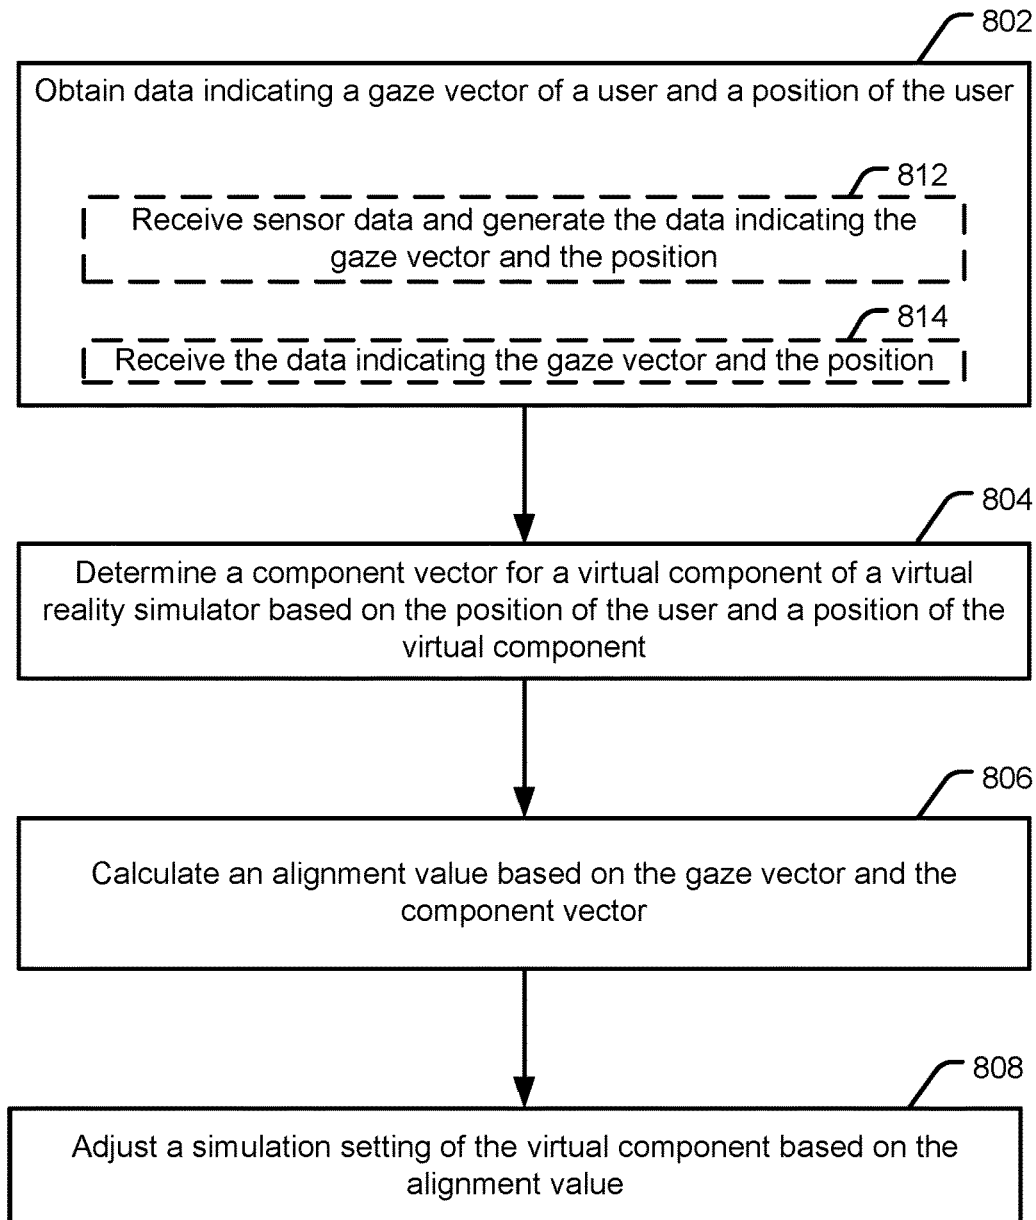 802
Obtain data indicating a gaze vector of a user and a position of the user
812
Receive sensor data and generate the data indicating the
gaze vector and the position
814
Receive the data indicating the gaze vector and the position
804
Determine a component vector for a virtual component of a virtual
reality simulator based on the position of the user and a position of the
virtual component
806
Calculate an alignment value based on the gaze vector and the
component vector
808
Adjust a simulation setting of the virtual component based on the
alignment value